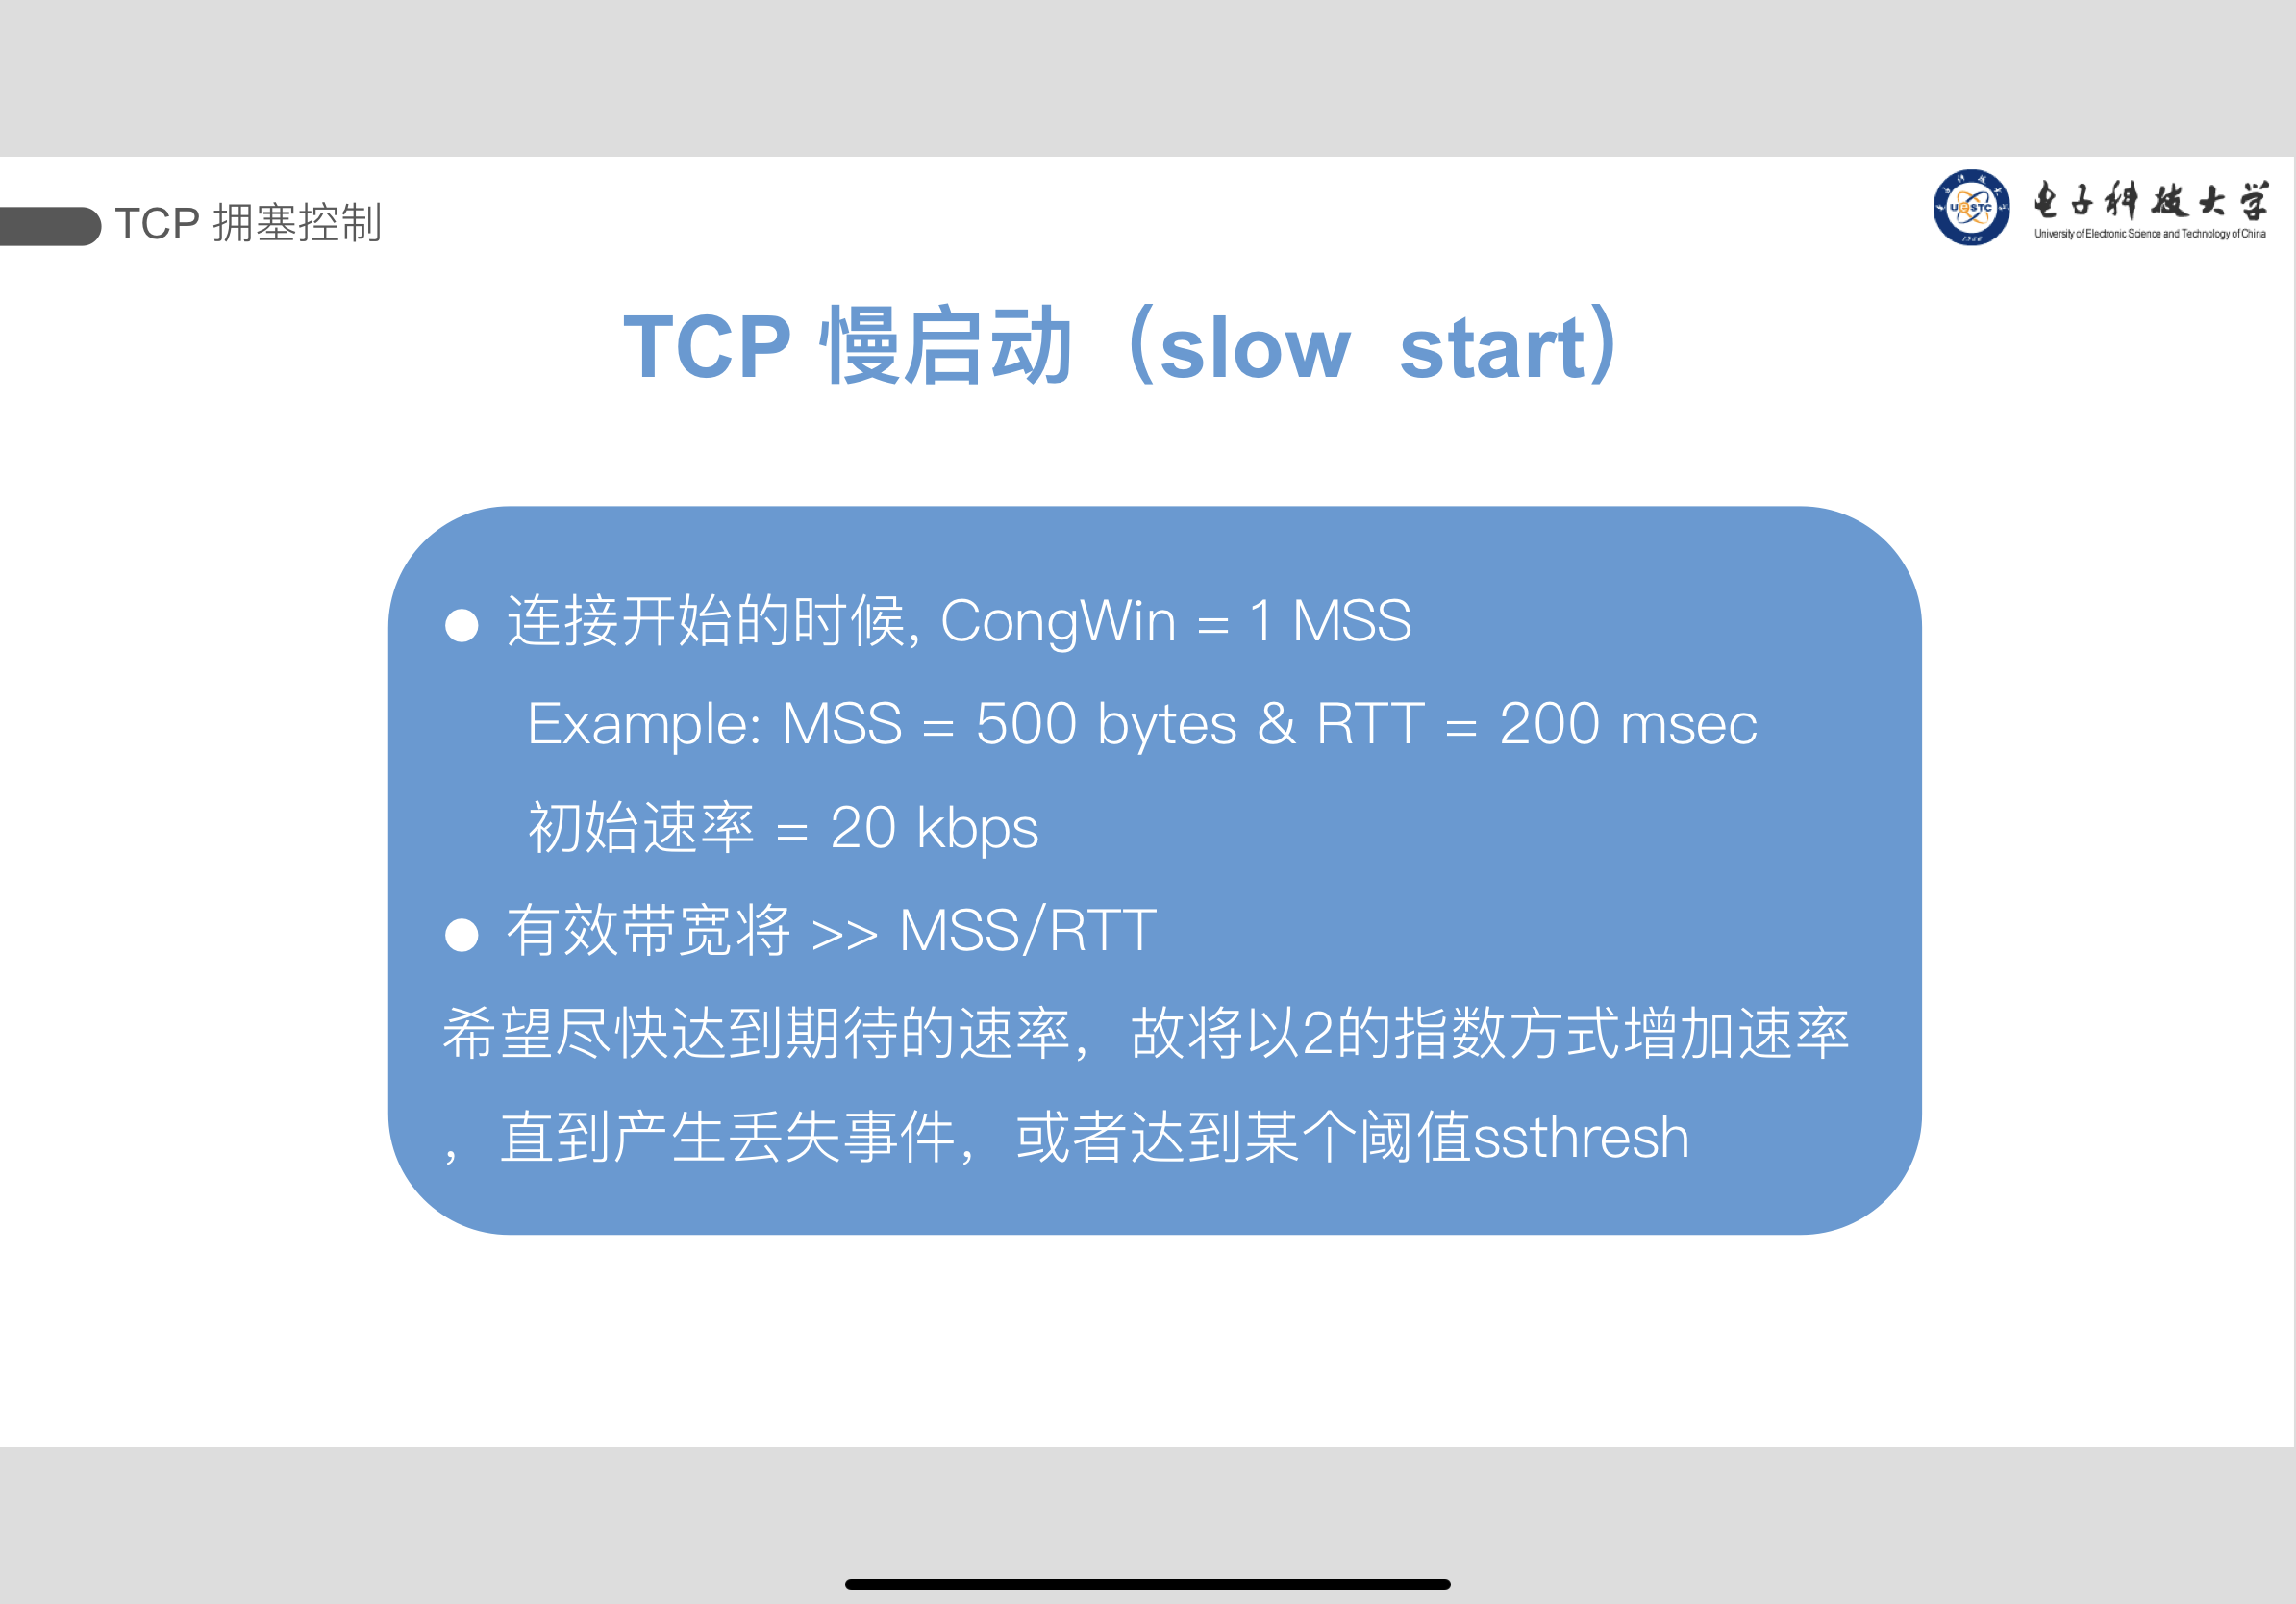 TCP 拥塞控制
电子科技大学
University of Electronic Science and Technology of China
UeSTC
1956
TCP 慢启动（slow start）
连接开始的时候, CongWin = 1 MSS
Example: MSS = 500 bytes & RTT = 200 msec
初始速率 = 20 kbps
有效带宽将 >> MSS/RTT
希望尽快达到期待的速率，故将以2的指数方式增加速率
，直到产生丢失事件，或者达到某个阈值ssthresh